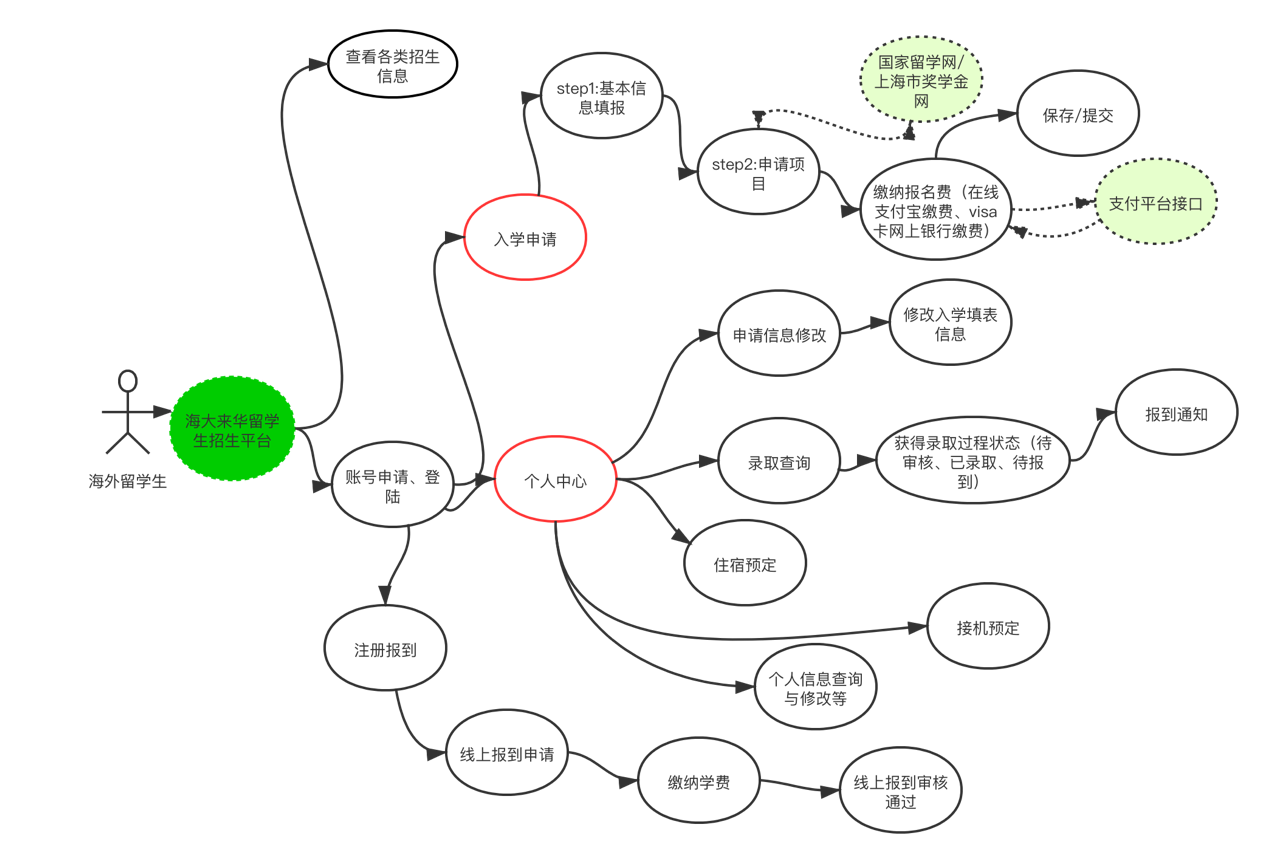 查看各类招生
信息
step1:基本信
息填报
国家留学网/
上海市奖学金
网
保存/提交
step2:申请项
目
缴纳报名费（在线
支付宝缴费、visa
卡网上银行缴费）
支付平台接口
入学申请
申请信息修改
修改入学填表
信息
海大来华留学
生招生平台
海外留学生
账号申请、登
陆
个人中心
录取查询
获得录取过程状态（待
审核、已录取、待报
到）
报到通知
住宿预定
接机预定
注册报到
个人信息查询
与修改等
线上报到申请
缴纳学费
线上报到审核
通过